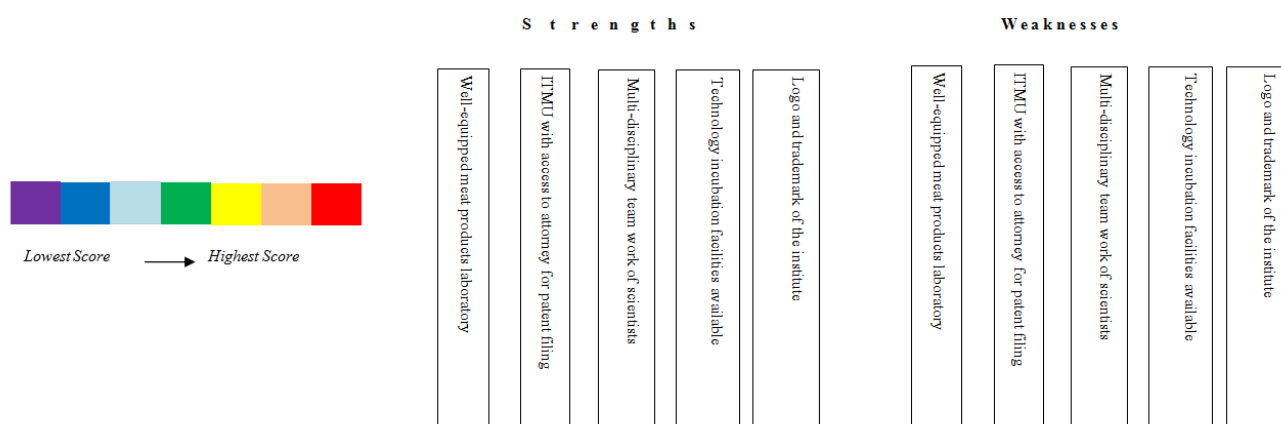 Strengths
Weaknesses
Well-equipped meat products laboratory
ITMU with access to attorney for patent filing
Multi-disciplinary team work of scientists
Technology incubation facilities available
Logo and trademark of the institute
Well-equipped meat products laboratory
ITMU with access to attorney for patent filing
Multi-disciplinary team work of scientists
Technology incubation facilities available
Logo and trademark of the institute
Lowest Score
Highest Score